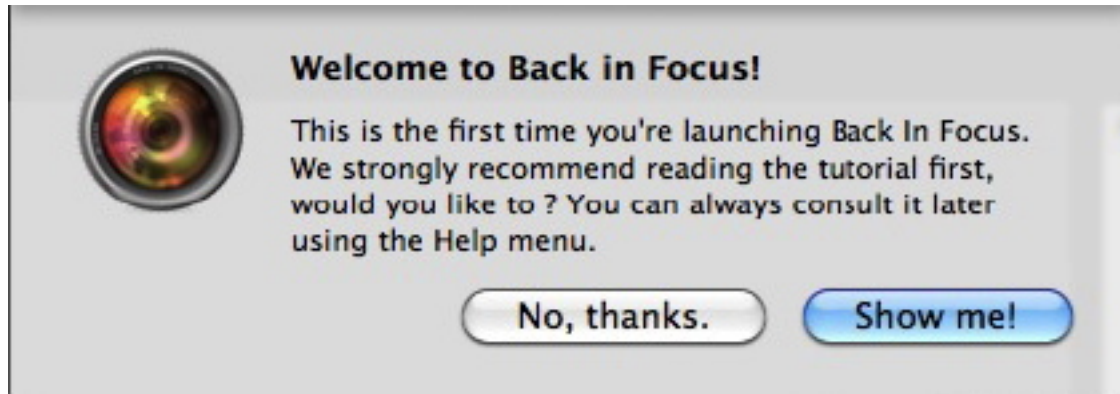 Welcome to Back in Focus!
This is the first time you're launching Back In Focus.
We strongly recommend reading the tutorial first,
would you like to ? You can always consult it later
using the Help menu.
No, thanks.
Show me!